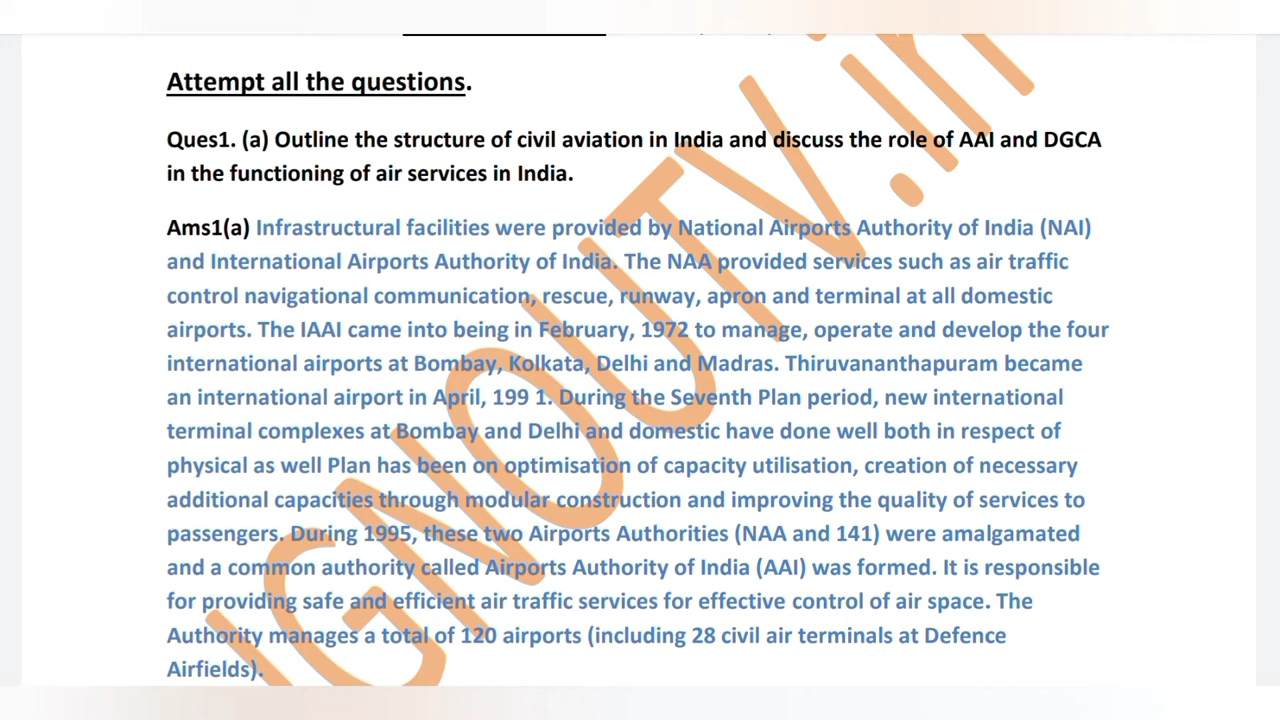 Attempt all the questions.
Ques1. (a) Outline the structure of civil aviation in India and discuss the role of AAI and DGCA
in the functioning of air services in India.
Ams1(a) Infrastructural facilities were provided by National Airports Authority of India (NAI)
and International Airports Authority of India. The NAA provided services such as air traffic
control navigational communication, rescue, runway, apron and terminal at all domestic
airports. The IAAI came into being in February, 1972 to manage, operate and develop the four
international airports at Bombay, Kolkata, Delhi and Madras. Thiruvananthapuram became
an international airport in April, 199 1. During the Seventh Plan period, new international
terminal complexes at Bombay and Delhi and domestic have done well both in respect of
physical as well Plan has been on optimisation of capacity utilisation, creation of necessary
additional capacities through modular construction and improving the quality of services to
passengers. During 1995, these two Airports Authorities (NAA and 141) were amalgamated
and a common authority called Airports Authority of India (AAI) was formed. It is responsible
for providing safe and efficient air traffic services for effective control of air space. The
Authority manages a total of 120 airports (including 28 civil air terminals at Defence
Airfields).
IGNOUTV.in